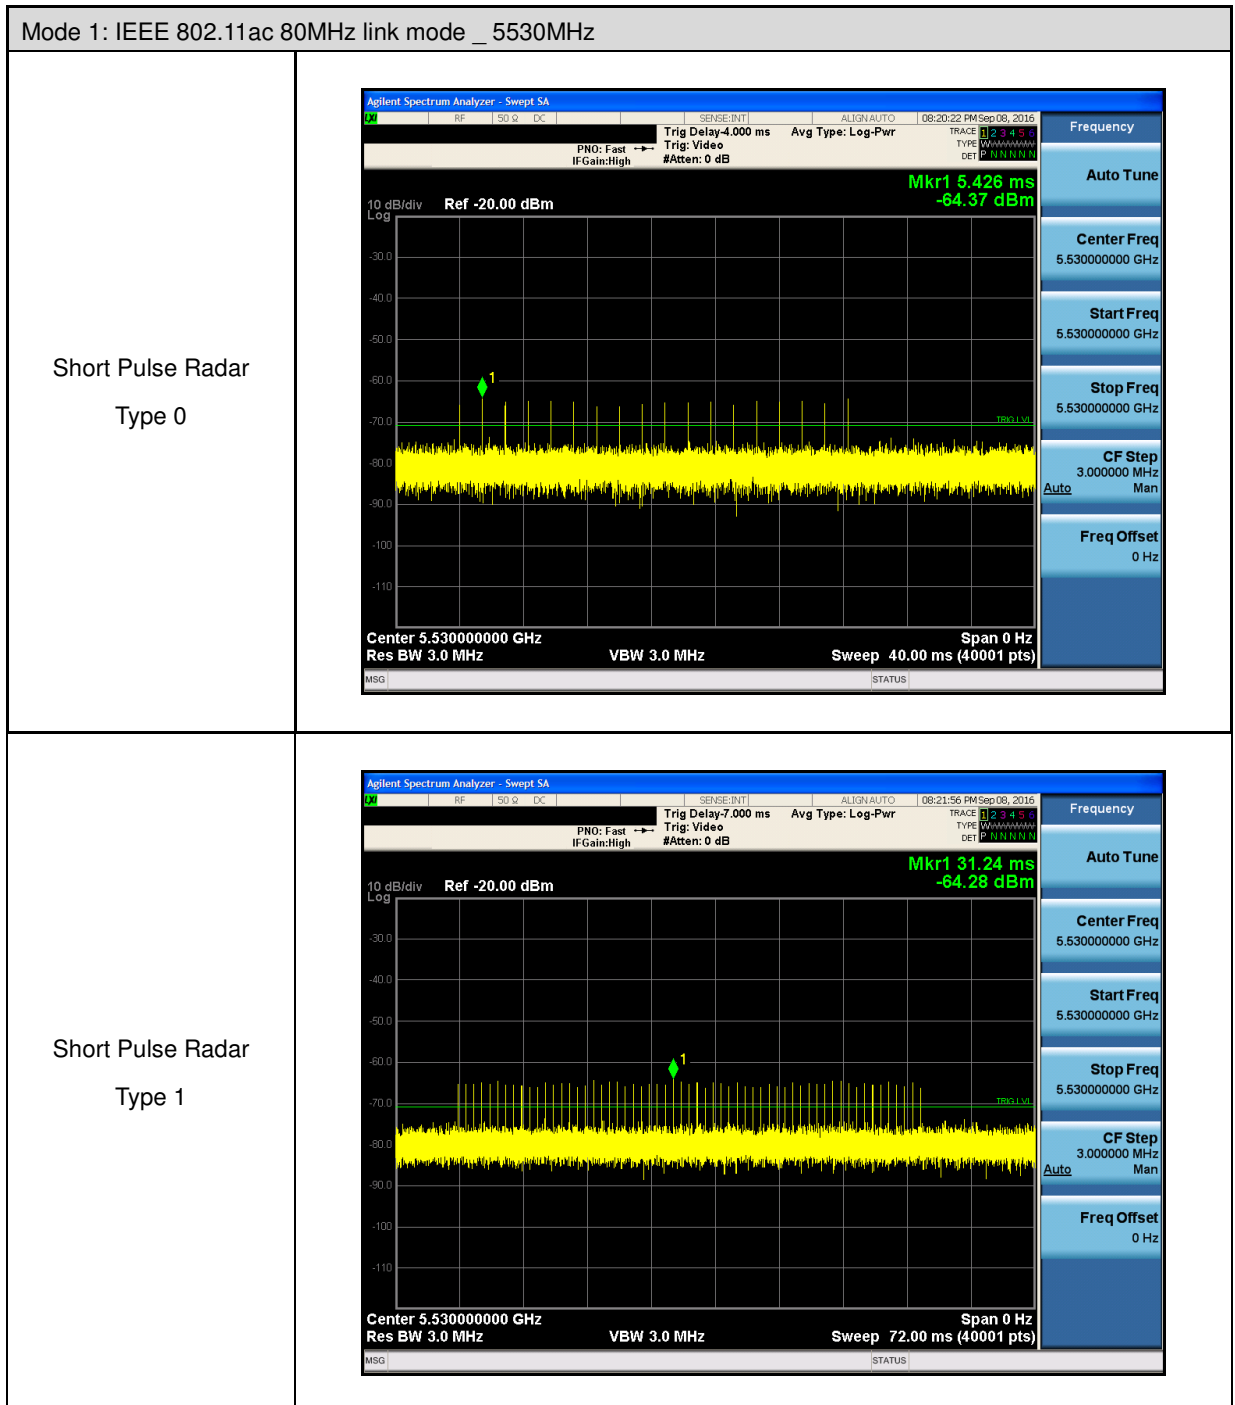 Mode 1: IEEE 802.11ac 80MHz link mode _ 5530MHz
Short Pulse Radar
Type 0
Agilent Spectrum Analyzer - Swept SA
LXI RF 50 Ω DC SENSE:INT ALIGN AUTO 08:20:22 PM Sep 08, 2016
Trig Delay-4.000 ms Avg Type: Log-Pwr TRACE 1 2 3 4 5 6
PNO: Fast Trig: Video TYPE W
IFGain:High #Atten: 0 dB DET P N N N N N
Mkr1 5.426 ms
-64.37 dBm
10 dB/div Ref -20.00 dBm
Log
-30.0
-40.0
-50.0
-60.0
1
-70.0
TRIG LVL
-80.0
-90.0
-100
-110
Center 5.530000000 GHz Span 0 Hz
Res BW 3.0 MHz VBW 3.0 MHz Sweep 40.00 ms (40001 pts)
MSG STATUS
Frequency
Auto Tune
Center Freq
5.530000000 GHz
Start Freq
5.530000000 GHz
Stop Freq
5.530000000 GHz
CF Step
3.000000 MHz
Auto Man
Freq Offset
0 Hz
Short Pulse Radar
Type 1
Agilent Spectrum Analyzer - Swept SA
LXI RF 50 Ω DC SENSE:INT ALIGN AUTO 08:21:56 PM Sep 08, 2016
Trig Delay-7.000 ms Avg Type: Log-Pwr TRACE 1 2 3 4 5 6
PNO: Fast Trig: Video TYPE W
IFGain:High #Atten: 0 dB DET P N N N N N
Mkr1 31.24 ms
-64.28 dBm
10 dB/div Ref -20.00 dBm
Log
-30.0
-40.0
-50.0
-60.0
1
-70.0
TRIG LVL
-80.0
-90.0
-100
-110
Center 5.530000000 GHz Span 0 Hz
Res BW 3.0 MHz VBW 3.0 MHz Sweep 72.00 ms (40001 pts)
MSG STATUS
Frequency
Auto Tune
Center Freq
5.530000000 GHz
Start Freq
5.530000000 GHz
Stop Freq
5.530000000 GHz
CF Step
3.000000 MHz
Auto Man
Freq Offset
0 Hz